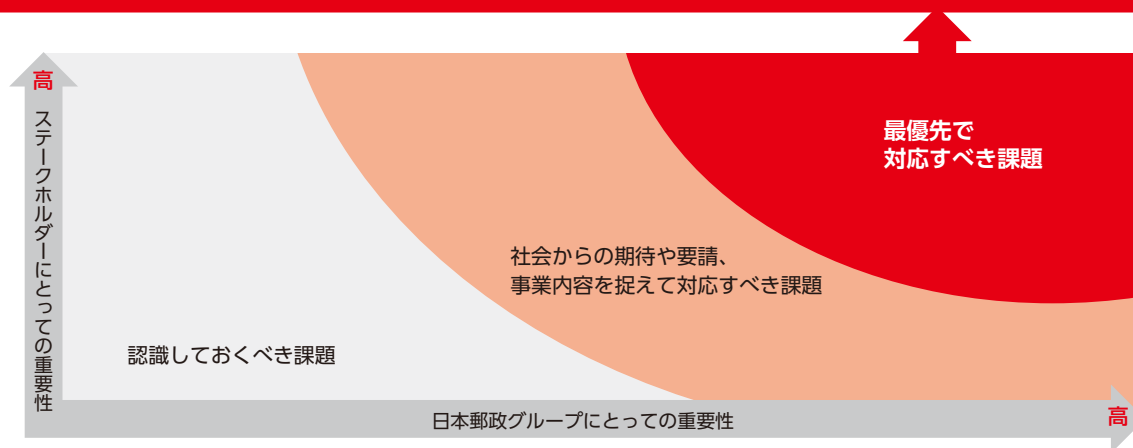 高
ステークホルダーにとっての重要性
最優先で
対応すべき課題
社会からの期待や要請、
事業内容を捉えて対応すべき課題
認識しておくべき課題
日本郵政グループにとっての重要性
高